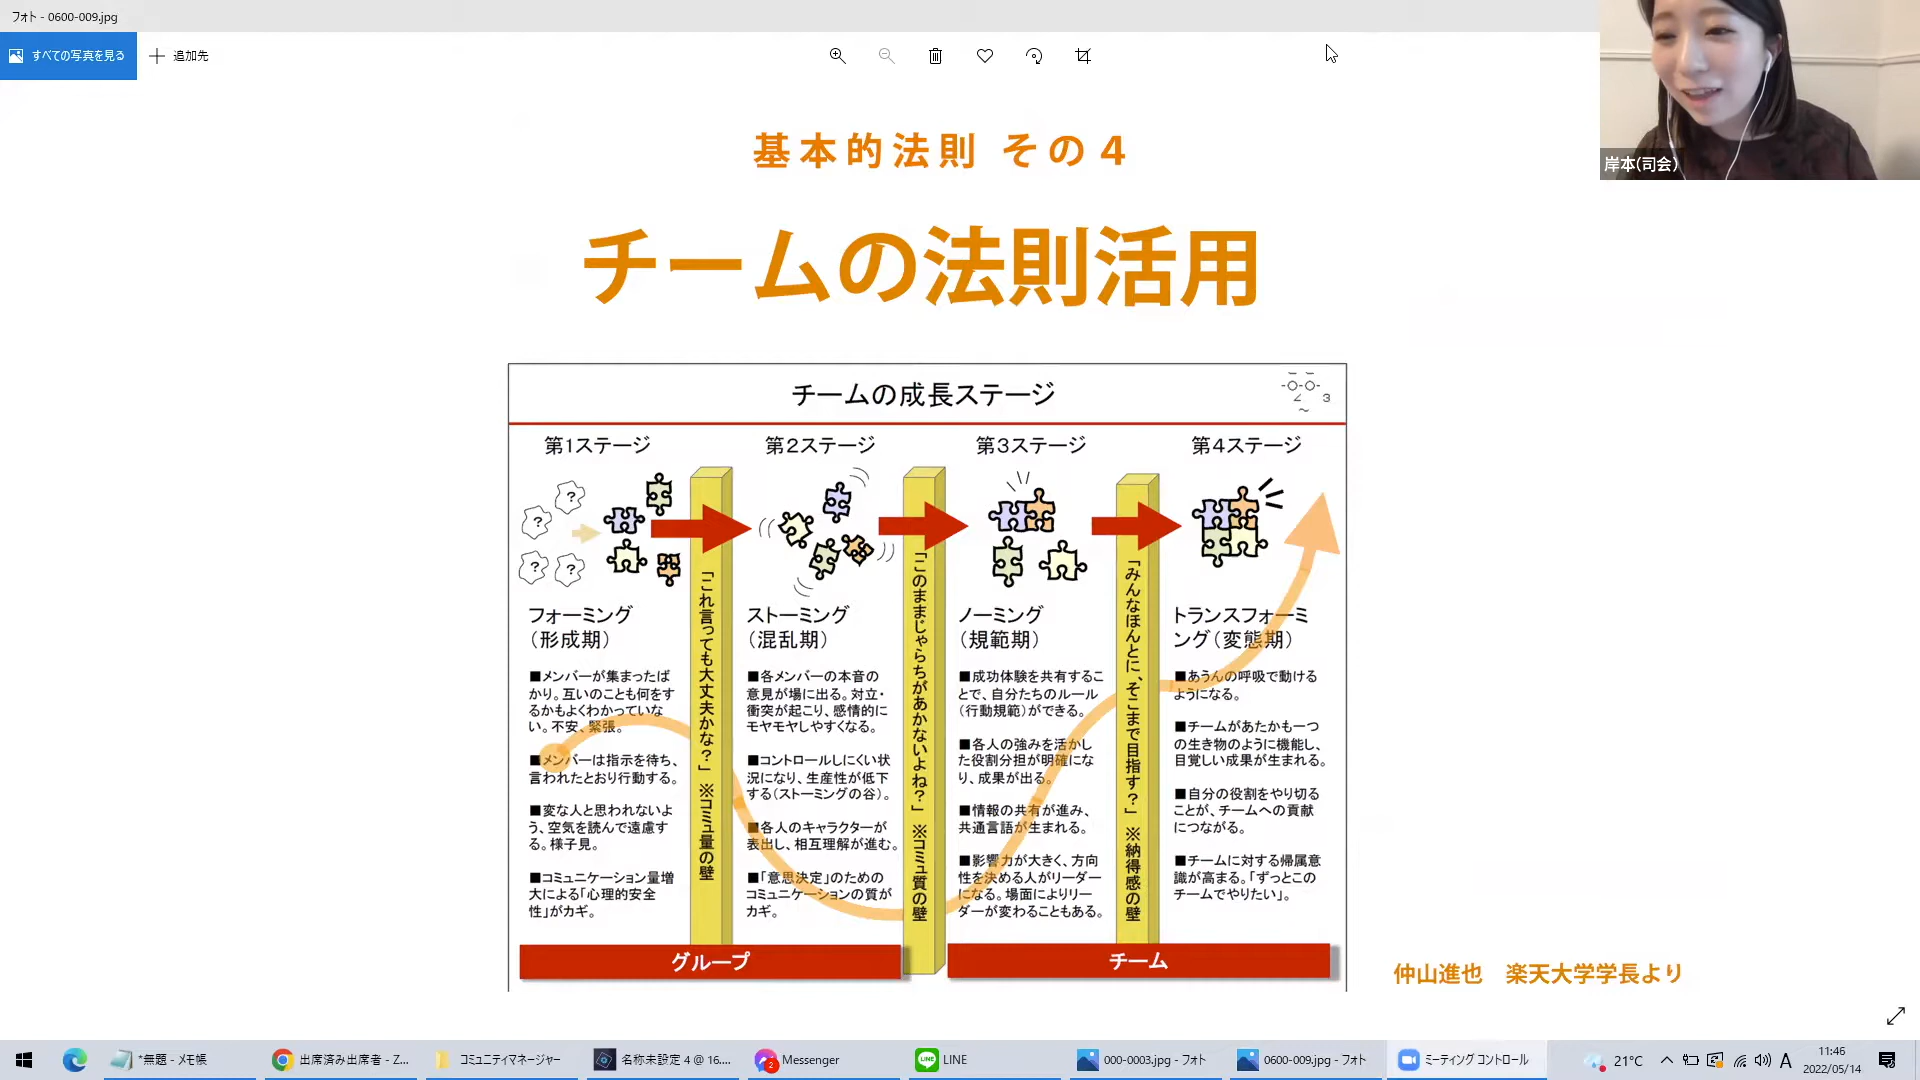 フォト - 0600-009.jpg
すべての写真を見る
追加先
岸本(司会)
基本的法則 その４
チームの法則活用
チームの成長ステージ
第1ステージ
第2ステージ
第3ステージ
第4ステージ
フォーミング
（形成期）
■メンバーが集まったば
かり。互いのことも何をす
るかもよくわかっていな
い。不安、緊張。
■メンバーは指示を待ち、
言われたとおり行動する。
■変な人と思われないよ
う、空気を読んで遠慮す
る。様子見。
■コミュニケーション量増
大による「心理的安全
性」がカギ。
「これ言っても大丈夫かな？」 ※コミュ量の壁
ストーミング
（混乱期）
■各メンバーの本音の
意見が場に出る。対立・
衝突が起こり、感情的に
モヤモヤしやすくなる。
■コントロールしにくい状
況になり、生産性が低下
する（ストーミングの谷）。
■各人のキャラクターが
表出し、相互理解が進む。
■「意思決定」のための
コミュニケーションの質が
カギ。
「このままじゃらちがあかないよね？」 ※コミュ質の壁
ノーミング
（規範期）
■成功体験を共有するこ
とで、自分たちのルール
（行動規範）ができる。
■各人の強みを活かし
た役割分担が明確にな
り、成果が出る。
■情報の共有が進み、
共通言語が生まれる。
■影響力が大きく、方向
性を決める人がリーダー
になる。場面によりリー
ダーが変わることもある。
「みんなほんとに、そこまで目指す？」 ※納得感の壁
トランスフォーミ
ング（変態期）
■あうんの呼吸で動ける
ようになる。
■チームがあたかも一つ
の生き物のように機能し、
目覚しい成果が生まれる。
■自分の役割をやり切る
ことが、チームへの貢献
につながる。
■チームに対する帰属意
識が高まる。「ずっとこの
チームでやりたい」。
グループ
チーム
仲山進也　楽天大学学長より
*無題 - メモ帳
出席済み出席者 - Z...
コミュニティマネージャー
名称未設定 4 @ 16....
2
Messenger
LINE
000-0003.jpg - フォト
0600-009.jpg - フォト
ミーティング コントロール
21°C
A
11:46
2022/05/14